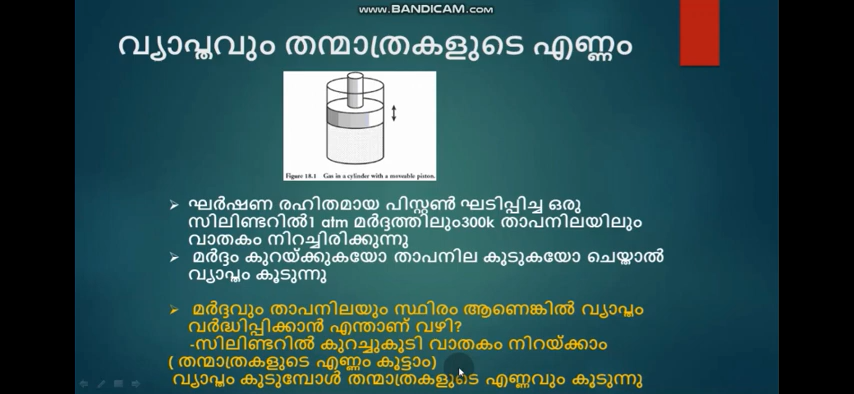 www.BANDICAM.com
വ്യാപ്തവും തന്മാത്രകളുടെ എണ്ണം
Figure 18.1 Gas in a cylinder with a moveable piston.
➢ ഘർഷണ രഹിതമായ പിസ്റ്റൺ ഘടിപ്പിച്ച ഒരു
സിലിണ്ടറിൽ1 atm മർദ്ദത്തിലും300k താപനിലയിലും
വാതകം നിറച്ചിരിക്കുന്നു
➢ മർദ്ദം കുറയ്ക്കുകയോ താപനില കൂടുകയോ ചെയ്താൽ
വ്യാപ്തം കൂടുന്നു
➢ മർദ്ദവും താപനിലയും സ്ഥിരം ആണെങ്കിൽ വ്യാപ്തം
വർദ്ധിപ്പിക്കാൻ എന്താണ് വഴി?
-സിലിണ്ടറിൽ കുറച്ചുകൂടി വാതകം നിറയ്ക്കാം
( തന്മാത്രകളുടെ എണ്ണം കൂട്ടാം)
വ്യാപ്തം കൂടുമ്പോൾ തന്മാത്രകളുടെ എണ്ണവും കൂടുന്നു